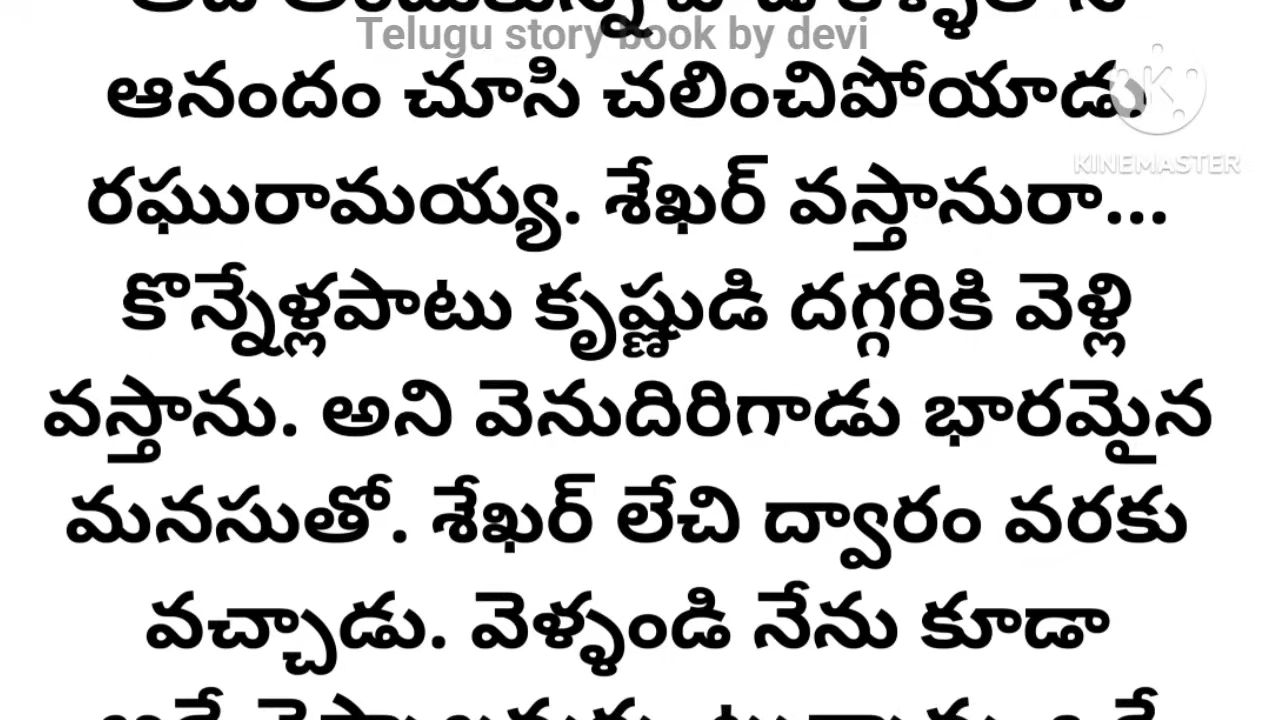 Telugu story book by devi
ఆనందం చూసి చలించిపోయాడు
KINEMASTER
రఘురామయ్య. శేఖర్ వస్తానురా...
కొన్నేళ్లపాటు కృష్ణుడి దగ్గరికి వెళ్లి
వస్తాను. అని వెనుదిరిగాడు భారమైన
మనసుతో. శేఖర్ లేచి ద్వారం వరకు
వచ్చాడు. వెళ్ళండి నేను కూడా